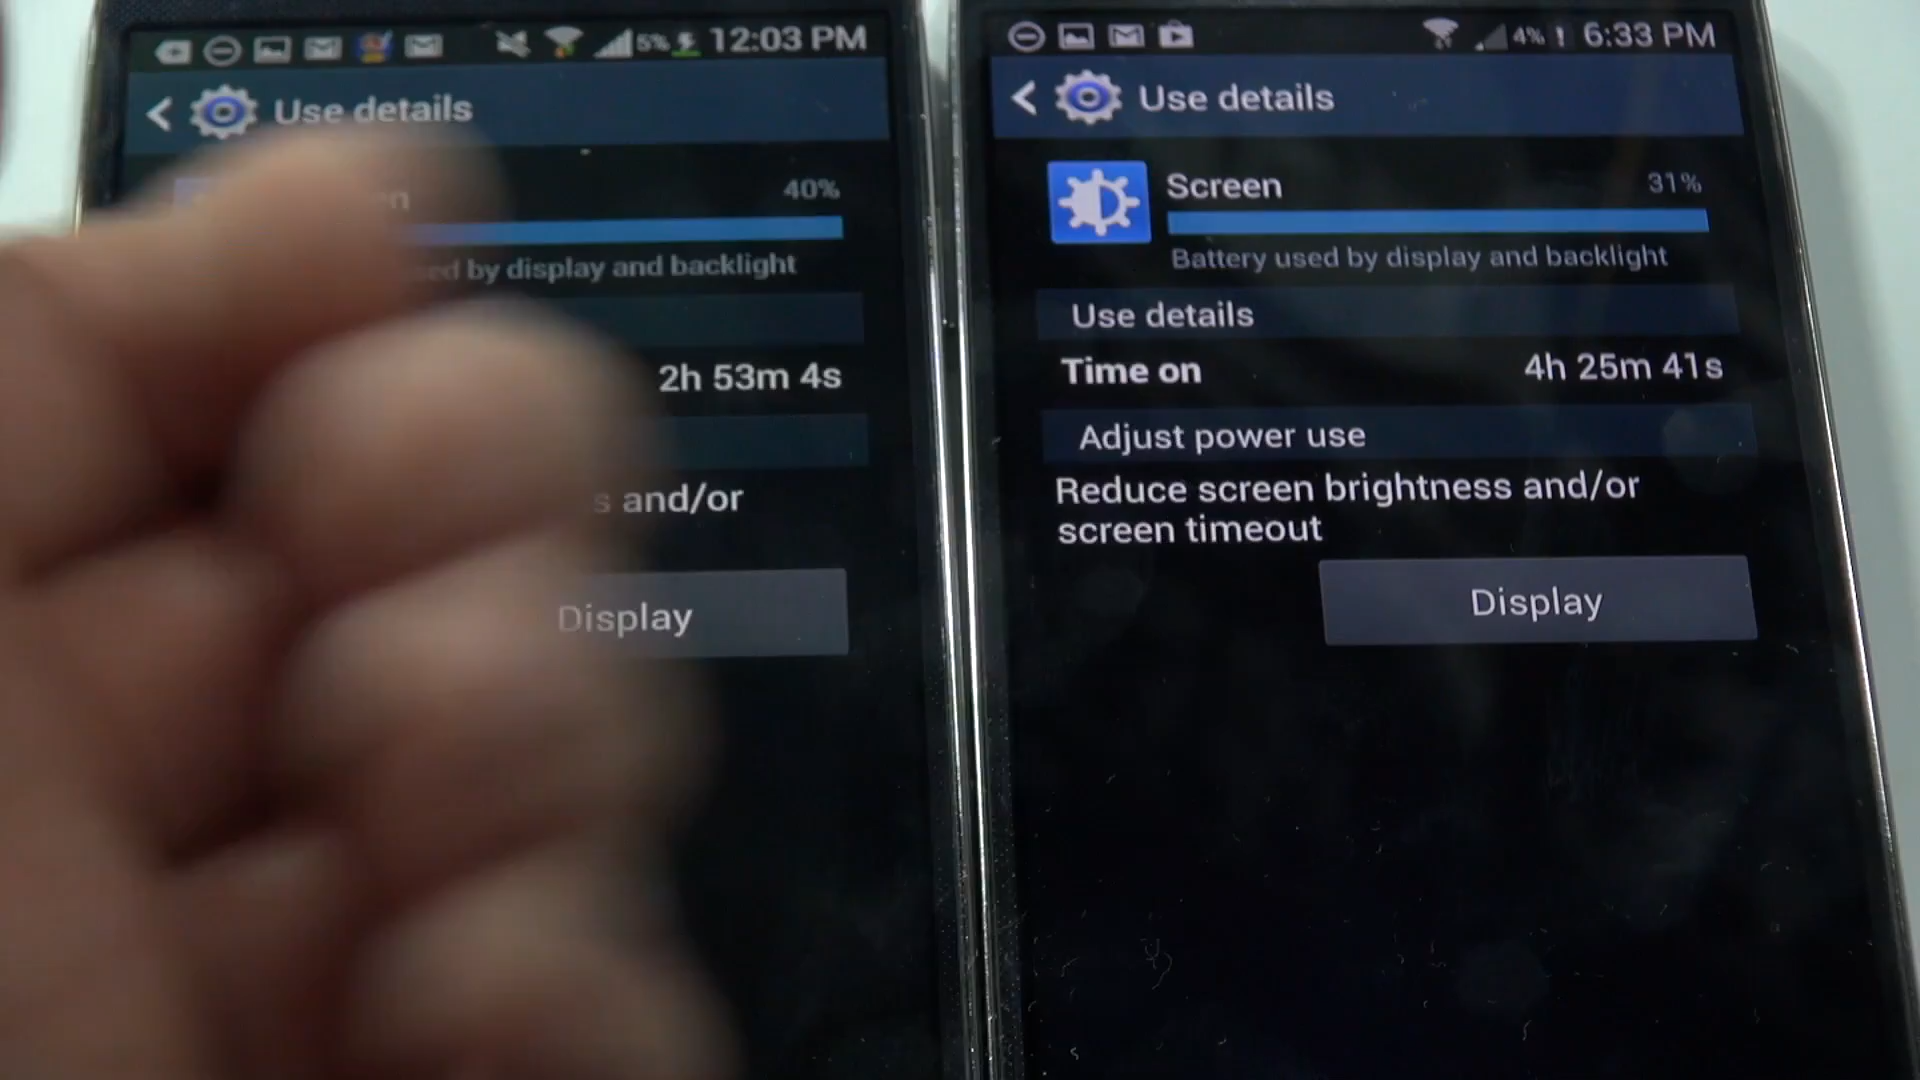 5% 12:03 PM
Use details
40%
used by display and backlight
2h 53m 4s
s and/or
Display
4% 6:33 PM
Use details
Screen 31%
Battery used by display and backlight
Use details
Time on 4h 25m 41s
Adjust power use
Reduce screen brightness and/or
screen timeout
Display